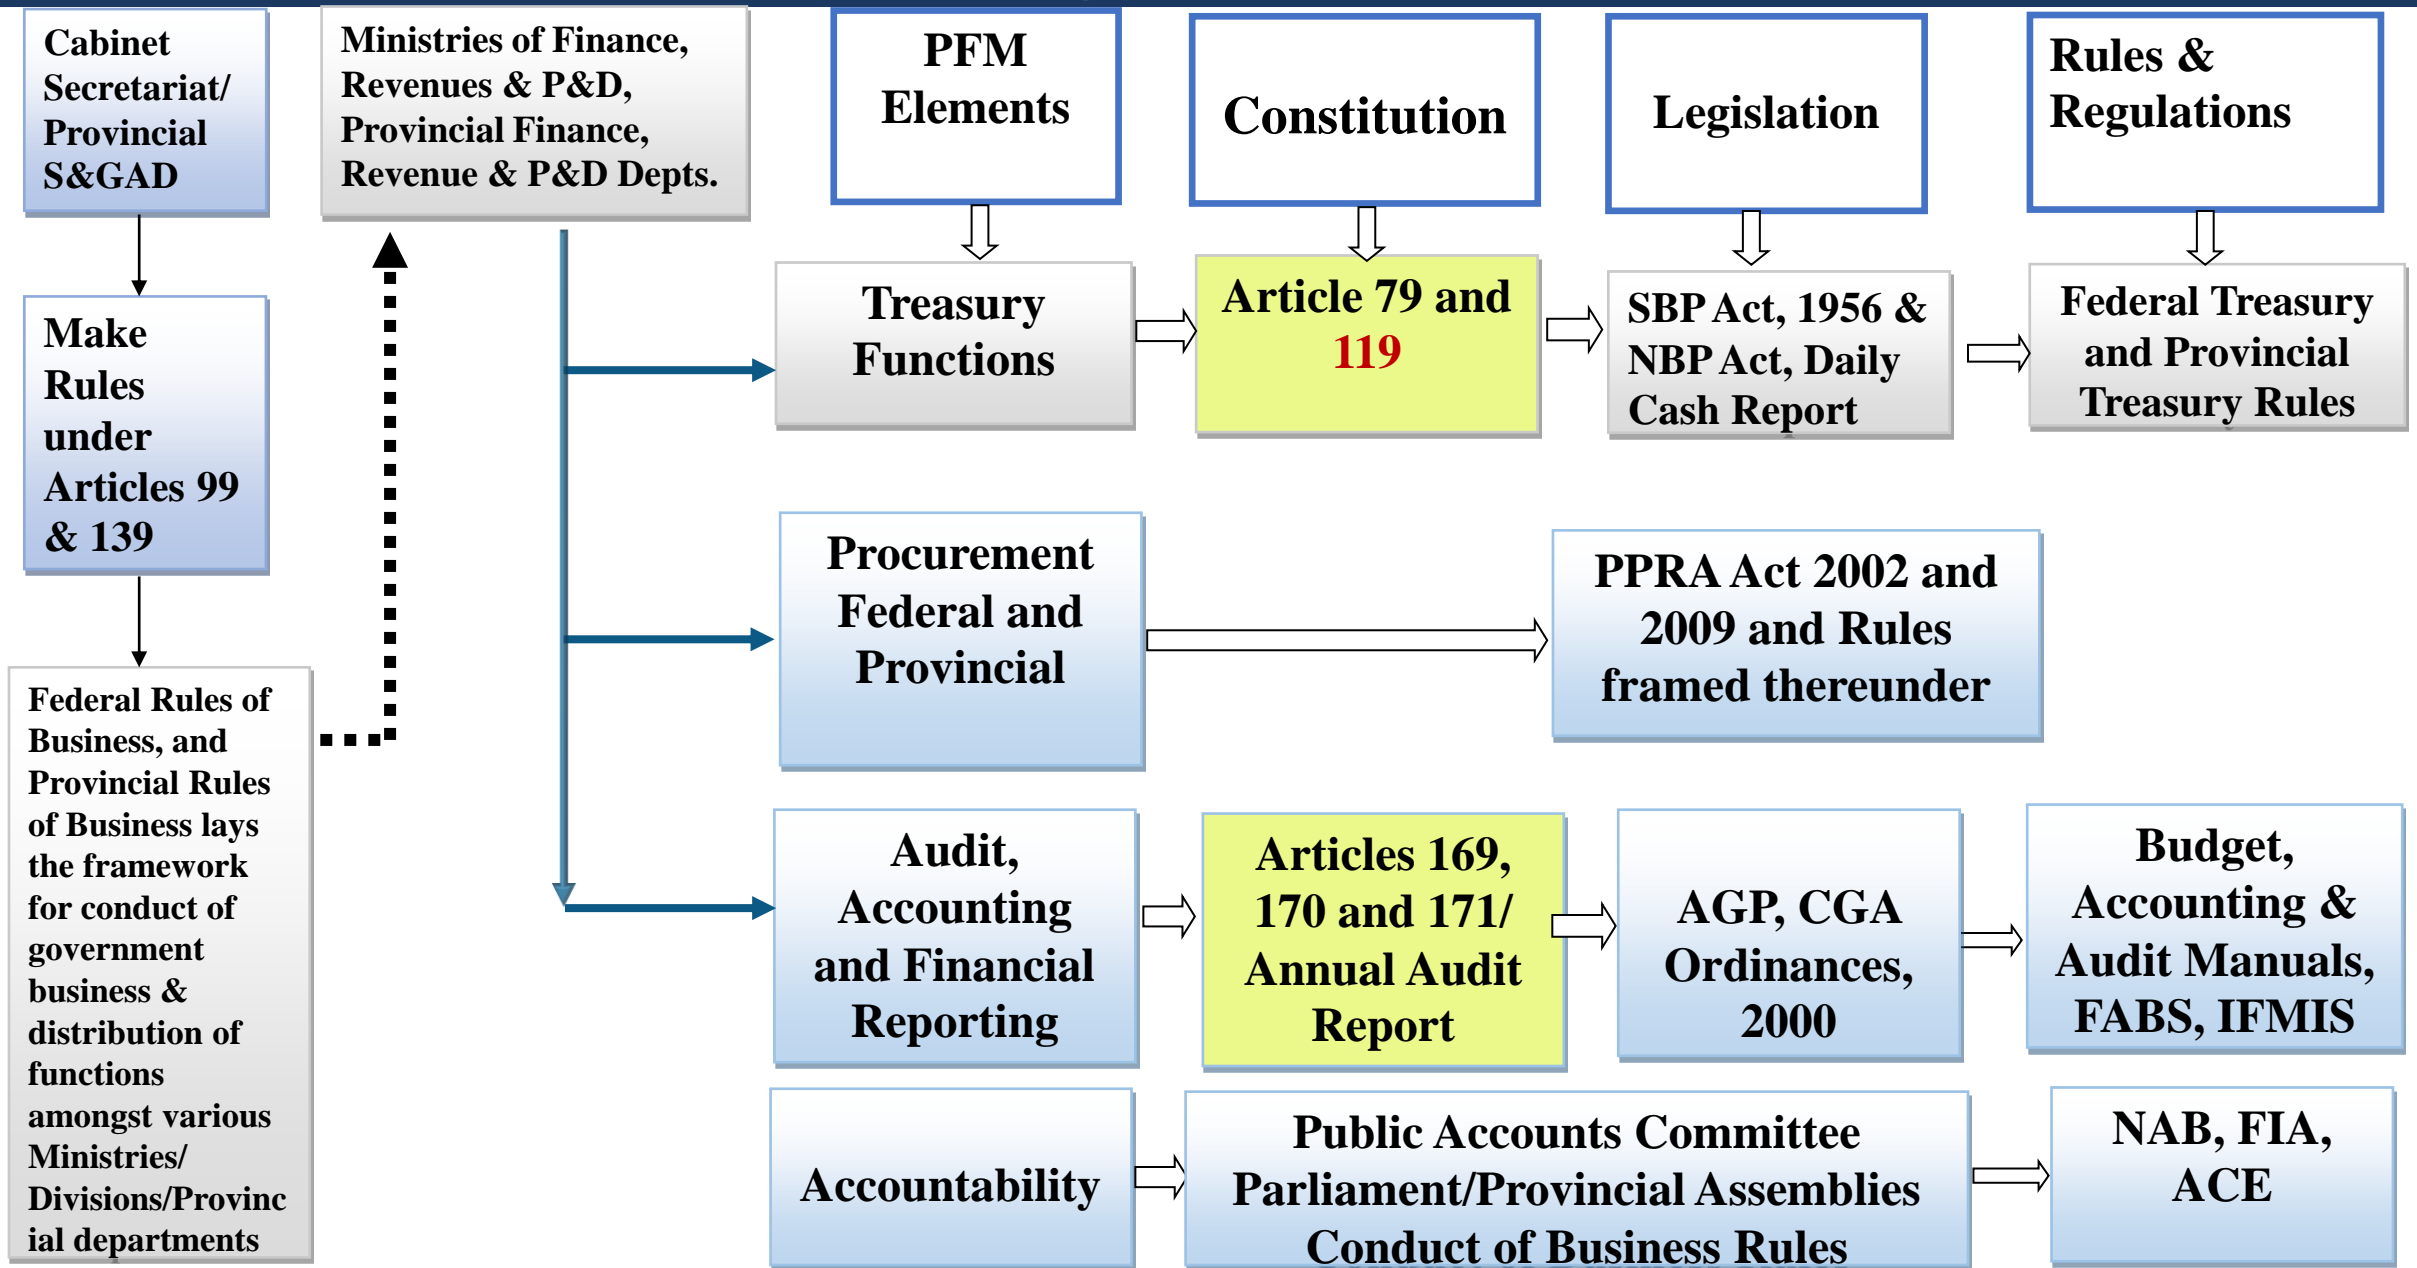 Cabinet
Secretariat/
Provincial
S&GAD
Ministries of Finance,
Revenues & P&D,
Provincial Finance,
Revenue & P&D Depts.
PFM
Elements
Constitution
Legislation
Rules &
Regulations
Make
Rules
under
Articles 99
& 139
Treasury
Functions
Article 79 and
119
SBP Act, 1956 &
NBP Act, Daily
Cash Report
Federal Treasury
and Provincial
Treasury Rules
Procurement
Federal and
Provincial
PPRA Act 2002 and
2009 and Rules
framed thereunder
Federal Rules of
Business, and
Provincial Rules
of Business lays
the framework
for conduct of
government
business &
distribution of
functions
amongst various
Ministries/
Divisions/Provinc
ial departments
Audit,
Accounting
and Financial
Reporting
Articles 169,
170 and 171/
Annual Audit
Report
AGP, CGA
Ordinances,
2000
Budget,
Accounting &
Audit Manuals,
FABS, IFMIS
Accountability
Public Accounts Committee
Parliament/Provincial Assemblies
Conduct of Business Rules
NAB, FIA,
ACE